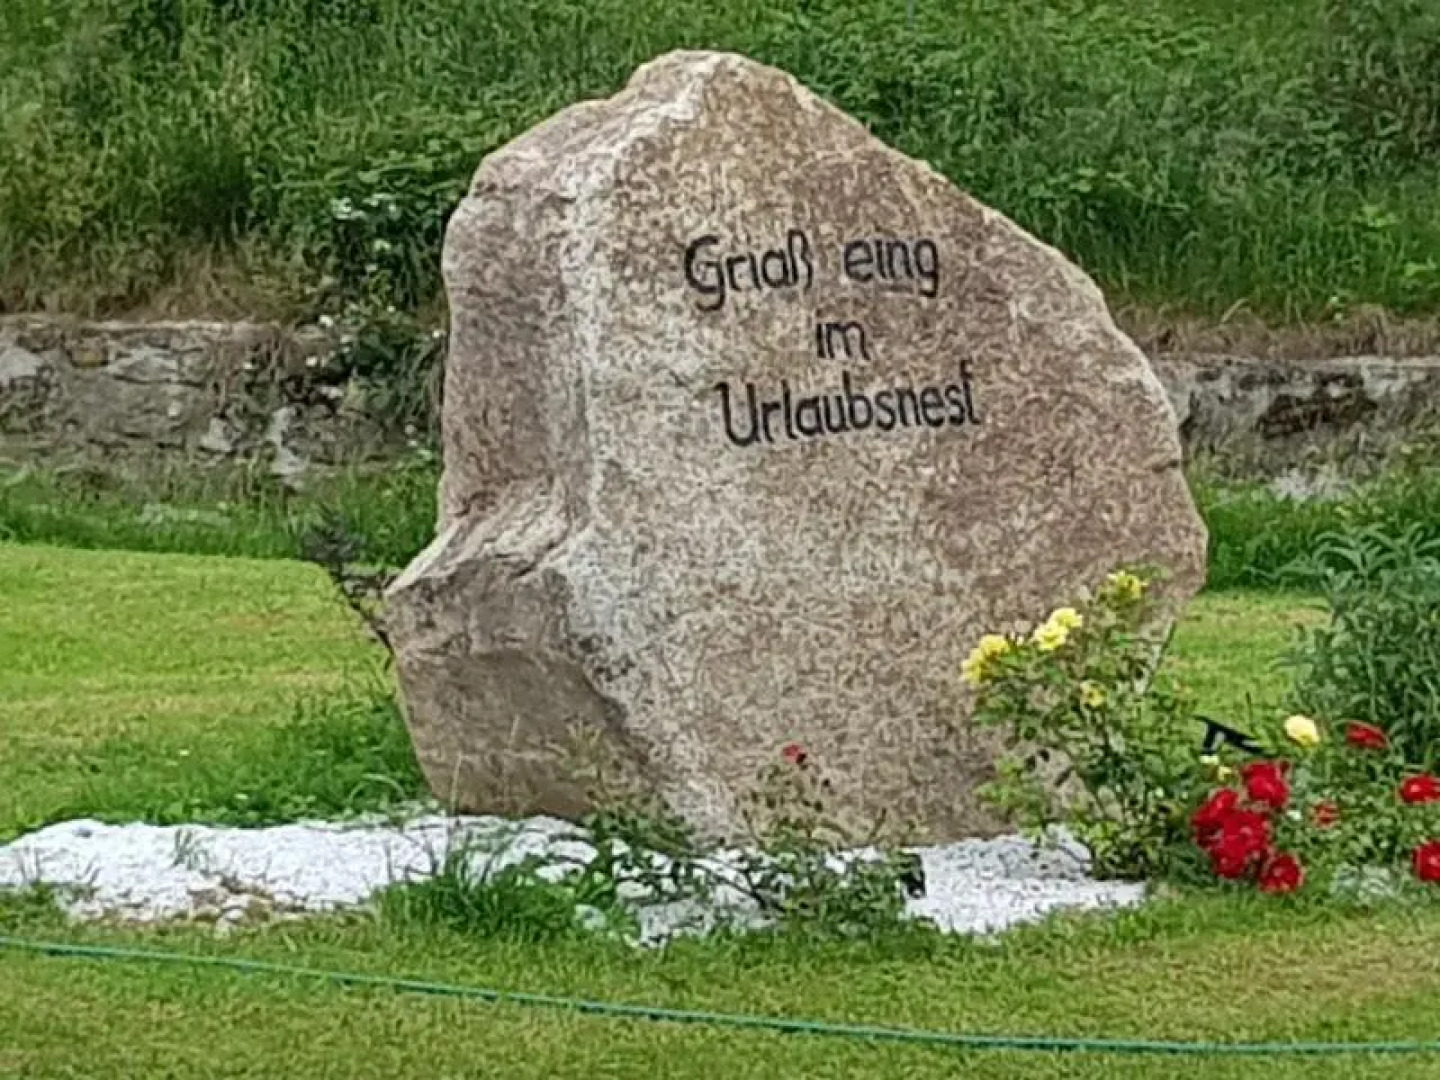 Griaß eing
im
Urlaubsnest